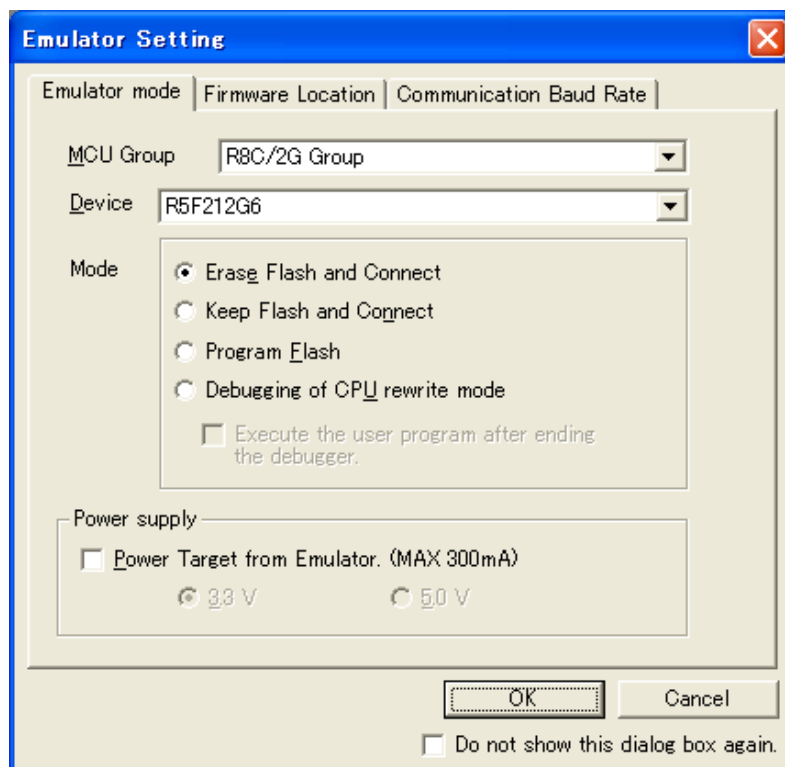 Emulator Setting
Emulator mode Firmware Location Communication Baud Rate
MCU Group R8C/2G Group
Device R5F212G6
Mode
Erase Flash and Connect
Keep Flash and Connect
Program Flash
Debugging of CPU rewrite mode
Execute the user program after ending
the debugger.
Power supply
Power Target from Emulator. (MAX 300mA)
3.3 V 5.0 V
OK Cancel
Do not show this dialog box again.